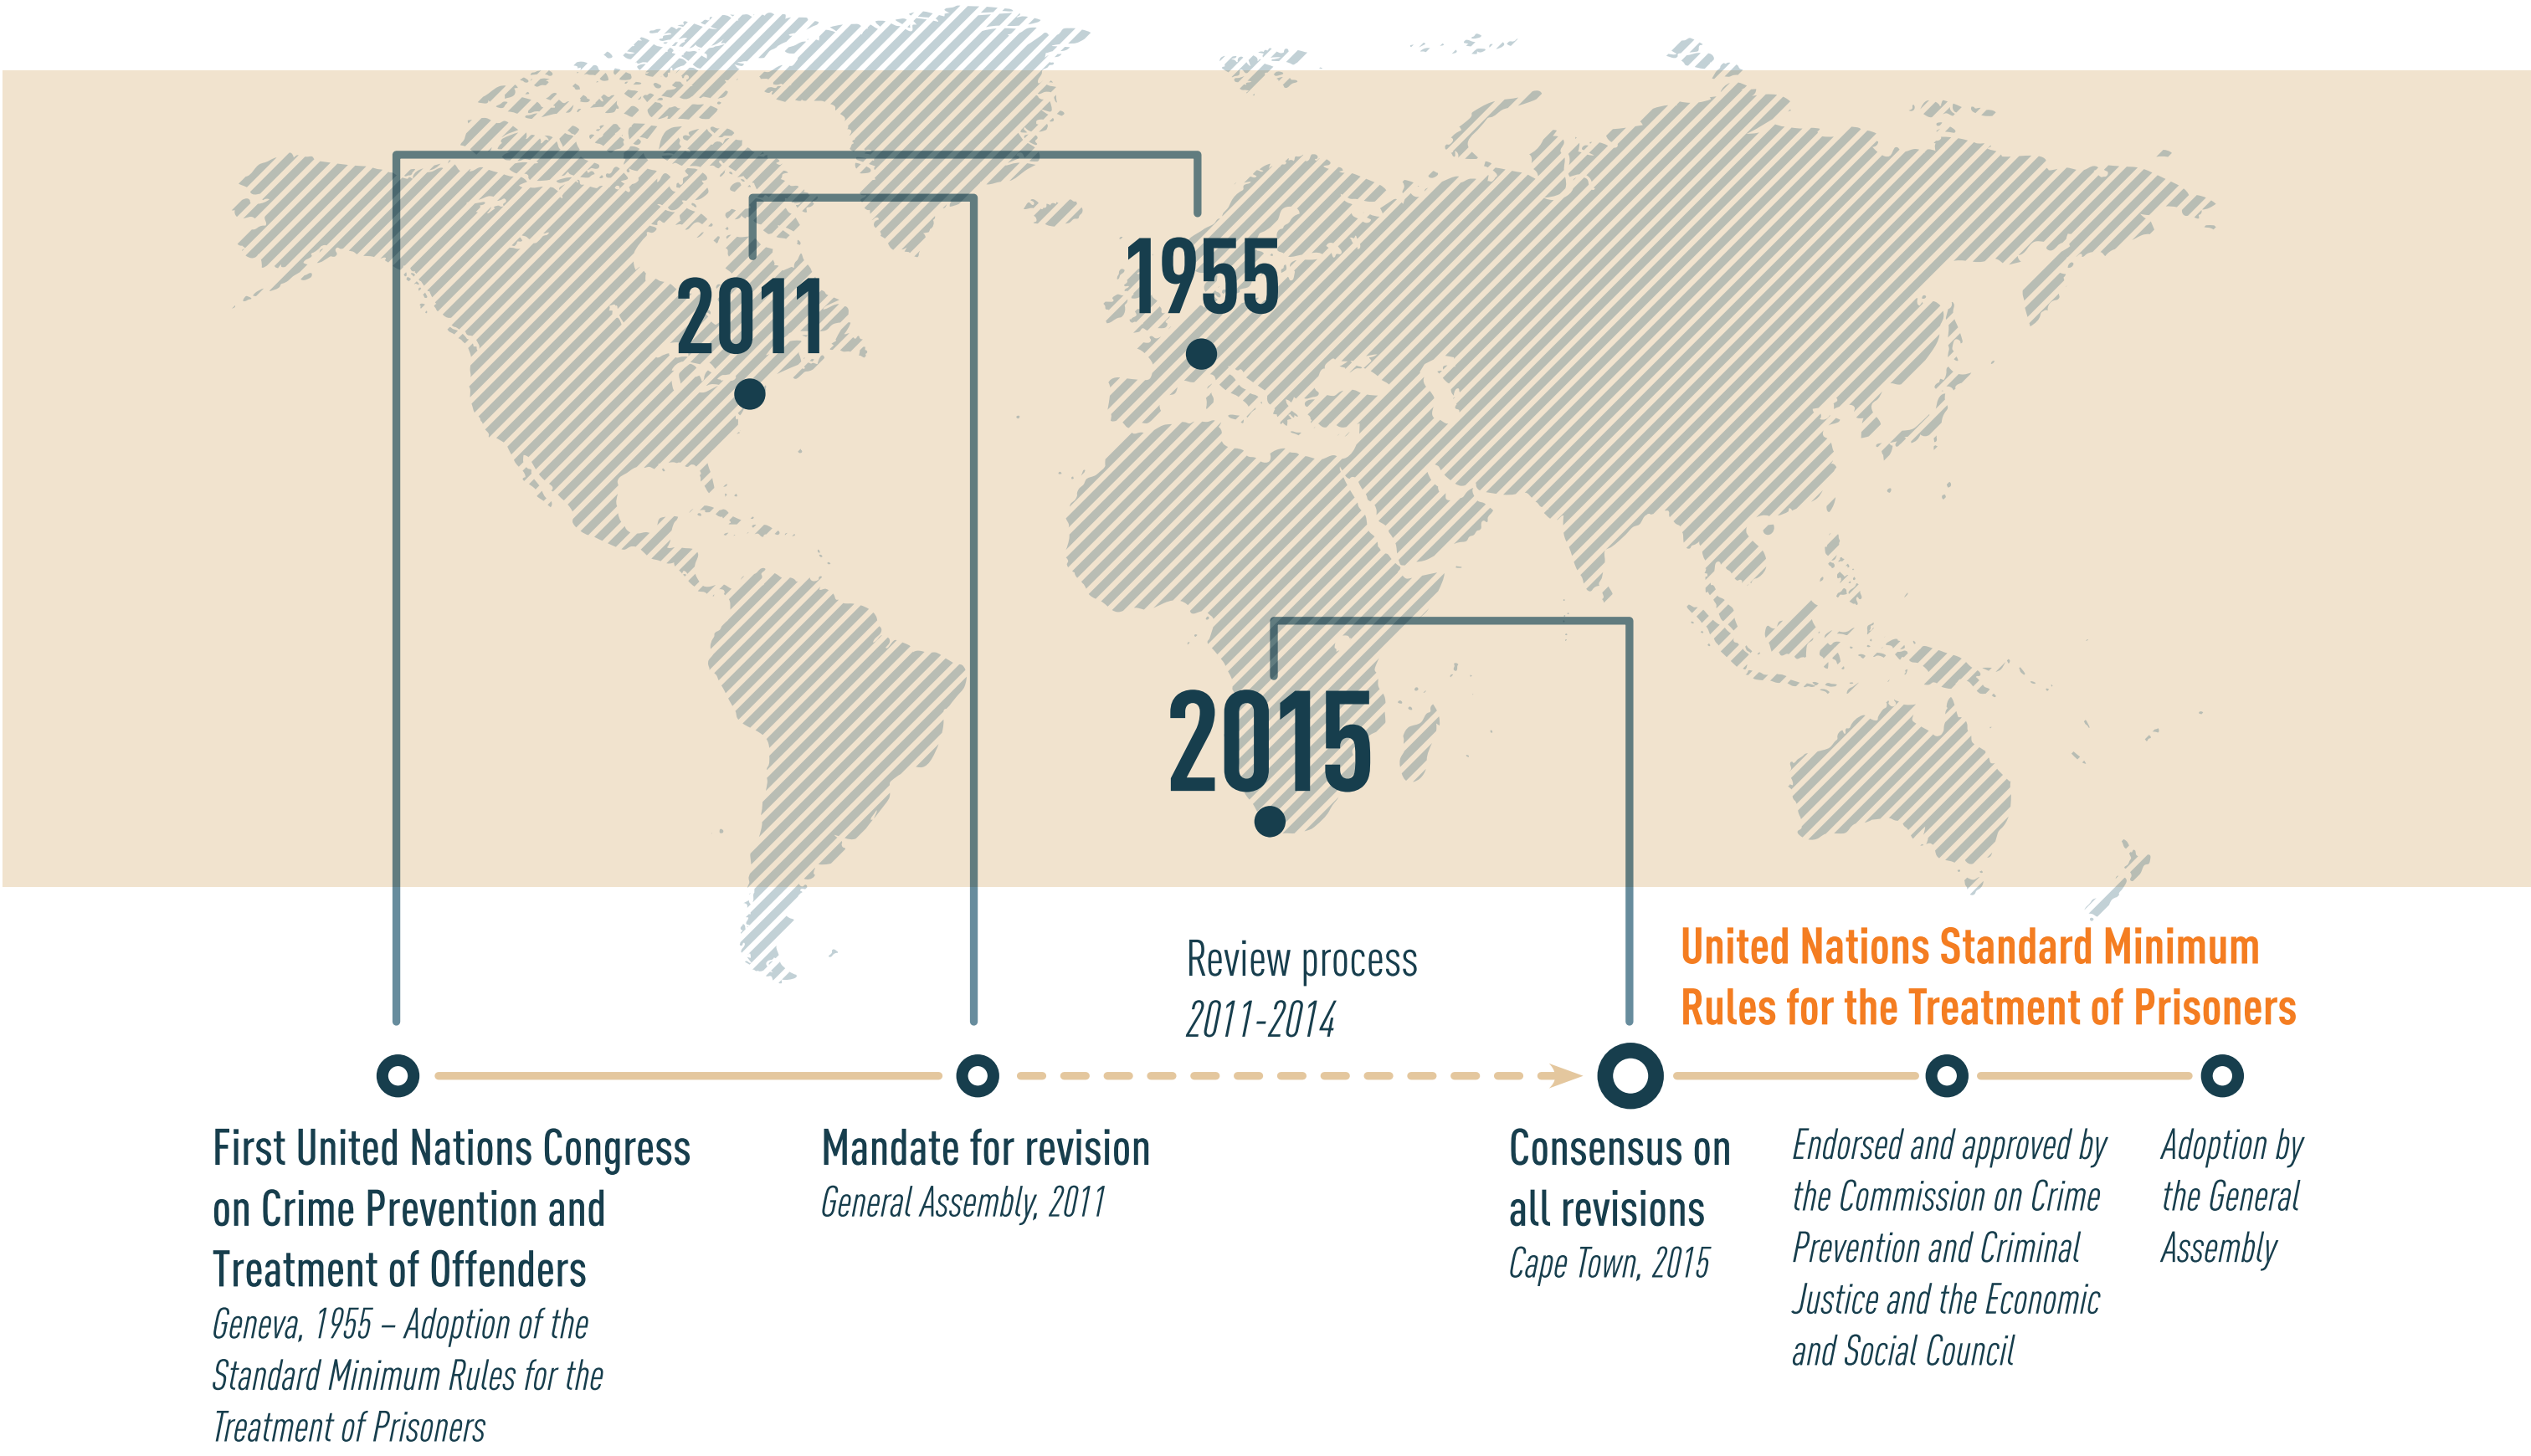 1955
2011
2015
Review process
2011-2014
United Nations Standard Minimum
Rules for the Treatment of Prisoners
First United Nations Congress
on Crime Prevention and
Treatment of Offenders
Geneva, 1955 – Adoption of the
Standard Minimum Rules for the
Treatment of Prisoners
Mandate for revision
General Assembly, 2011
Consensus on
all revisions
Cape Town, 2015
Endorsed and approved by
the Commission on Crime
Prevention and Criminal
Justice and the Economic
and Social Council
Adoption by
the General
Assembly